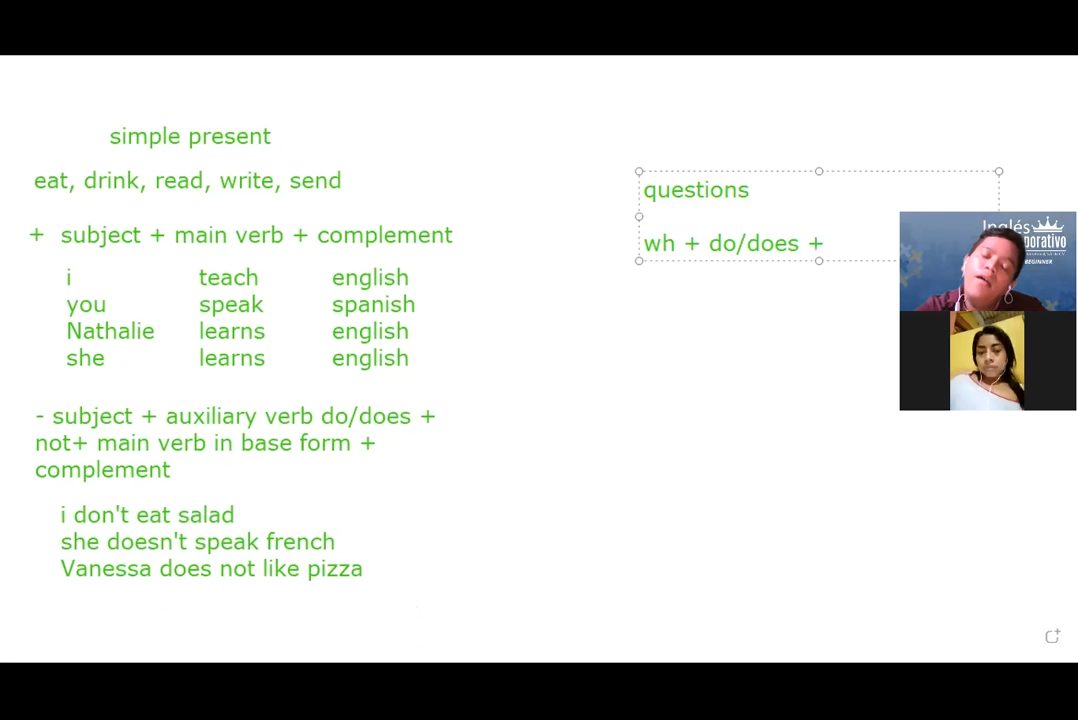 simple present
eat, drink, read, write, send
+ subject + main verb + complement
i teach english
you speak spanish
Nathalie learns english
she learns english
- subject + auxiliary verb do/does +
not+ main verb in base form +
complement
i don't eat salad
she doesn't speak french
Vanessa does not like pizza
questions
wh + do/does +
Inglés
BEGINNER